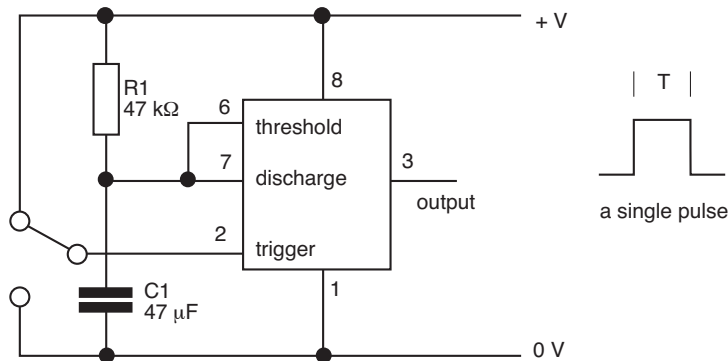 + V
8
T
R1
47 kΩ
6
threshold
7
discharge
3
output
a single pulse
2
trigger
1
C1
47 μF
0 V